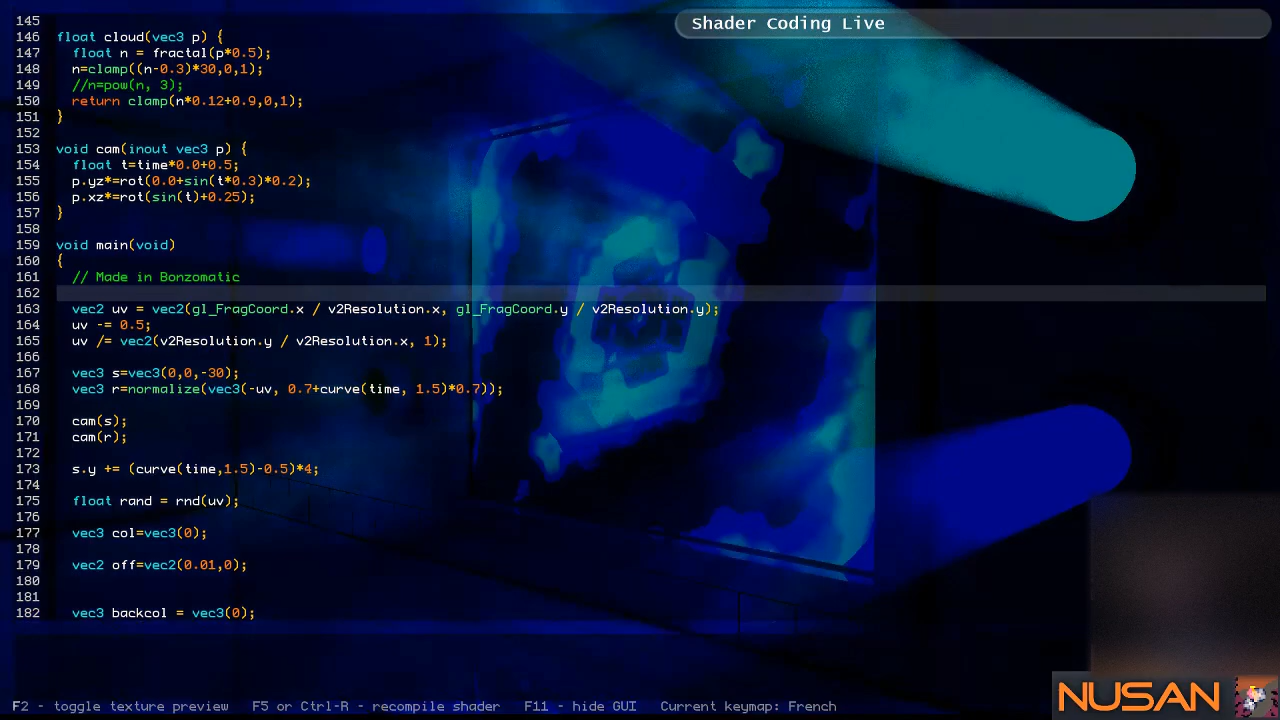 Shader Coding Live
145
146 float cloud(vec3 p) {
147   float n = fractal(p*0.5);
148   n=clamp((n-0.3)*30,0,1);
149   //n=pow(n, 3);
150   return clamp(n*0.12+0.9,0,1);
151 }
152
153 void cam(inout vec3 p) {
154   float t=time*0.0+0.5;
155   p.yz*=rot(0.0+sin(t*0.3)*0.2);
156   p.xz*=rot(sin(t)+0.25);
157 }
158
159 void main(void)
160 {
161   // Made in Bonzomatic
162
163   vec2 uv = vec2(gl_FragCoord.x / v2Resolution.x, gl_FragCoord.y / v2Resolution.y);
164   uv -= 0.5;
165   uv /= vec2(v2Resolution.y / v2Resolution.x, 1);
166
167   vec3 s=vec3(0,0,-30);
168   vec3 r=normalize(vec3(-uv, 0.7+curve(time, 1.5)*0.7));
169
170   cam(s);
171   cam(r);
172
173   s.y += (curve(time,1.5)-0.5)*4;
174
175   float rand = rnd(uv);
176
177   vec3 col=vec3(0);
178
179   vec2 off=vec2(0.01,0);
180
181
182   vec3 backcol = vec3(0);
F2 - toggle texture preview   F5 or Ctrl-R - recompile shader   F11 - hide GUI   Current keymap: French
NUSAN